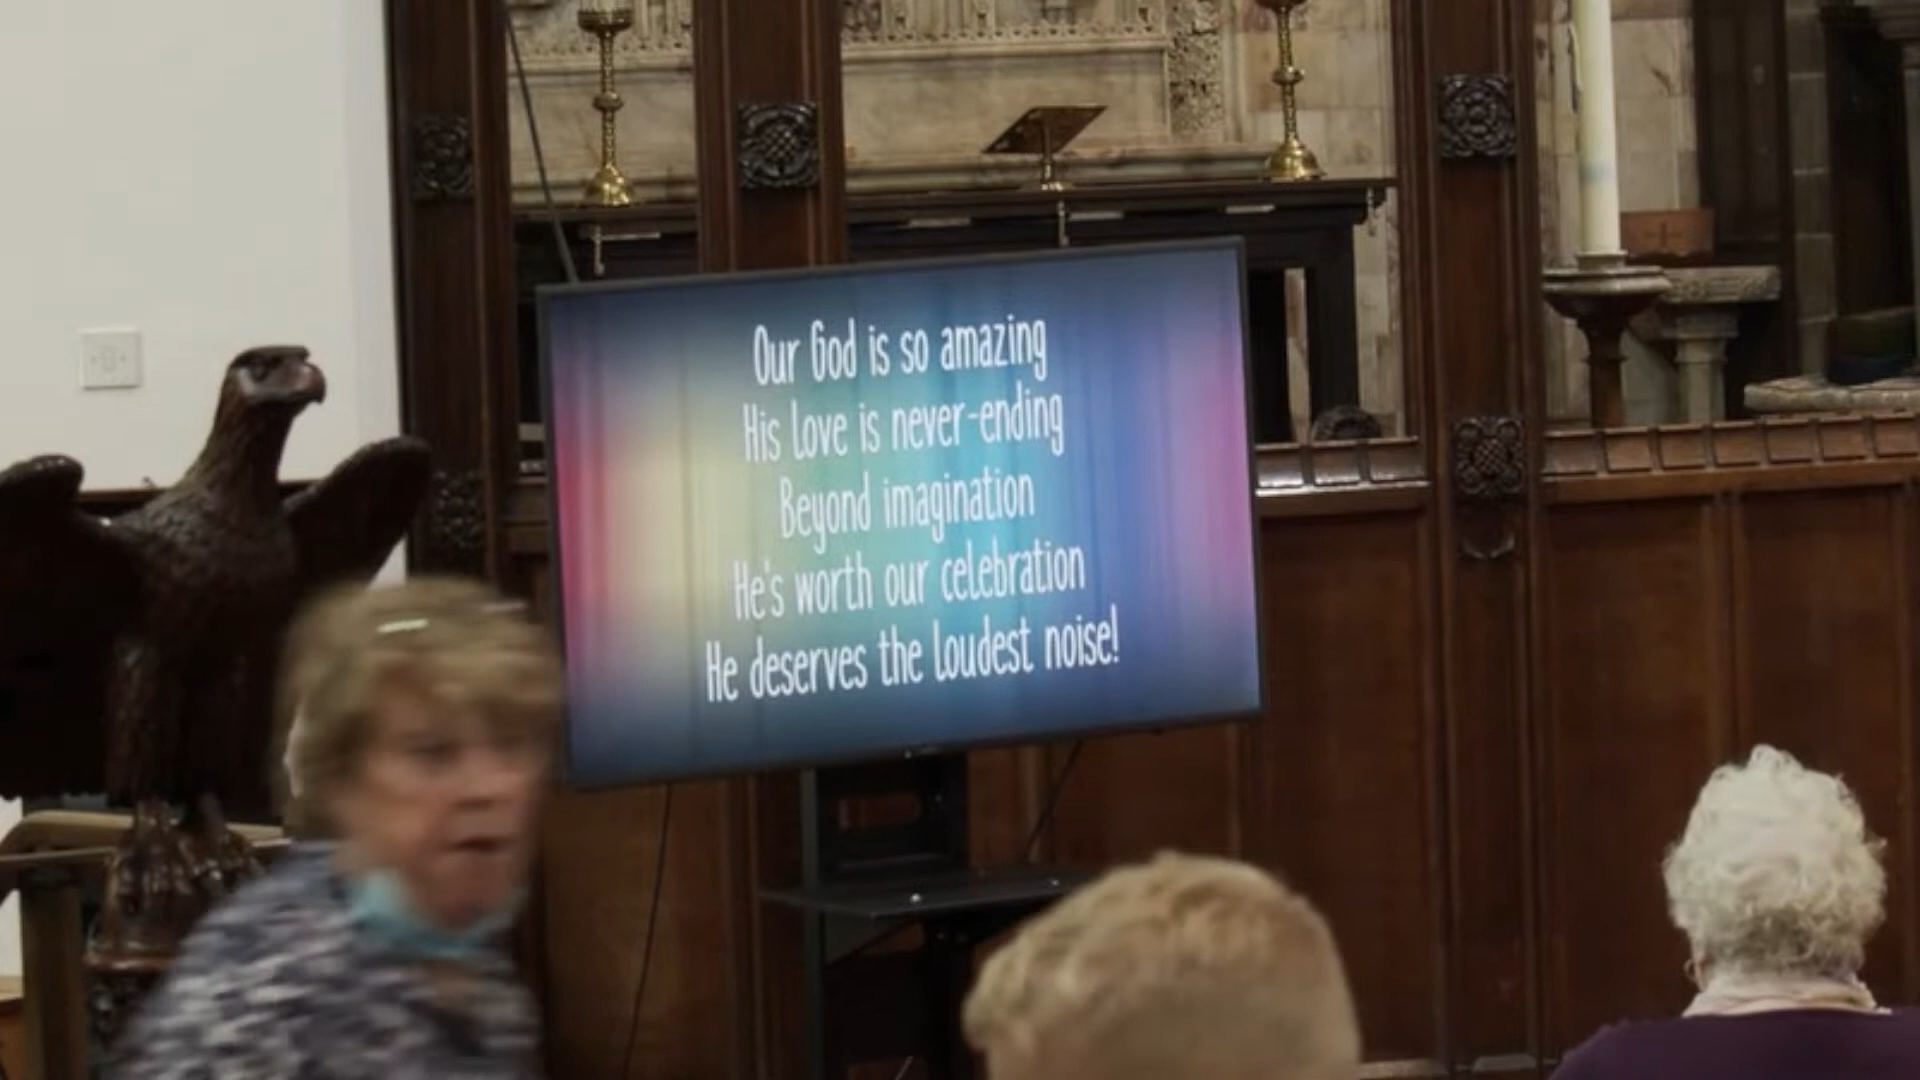 Our God is so amazing
His love is never-ending
Beyond imagination
He's worth our celebration
He deserves the loudest noise!